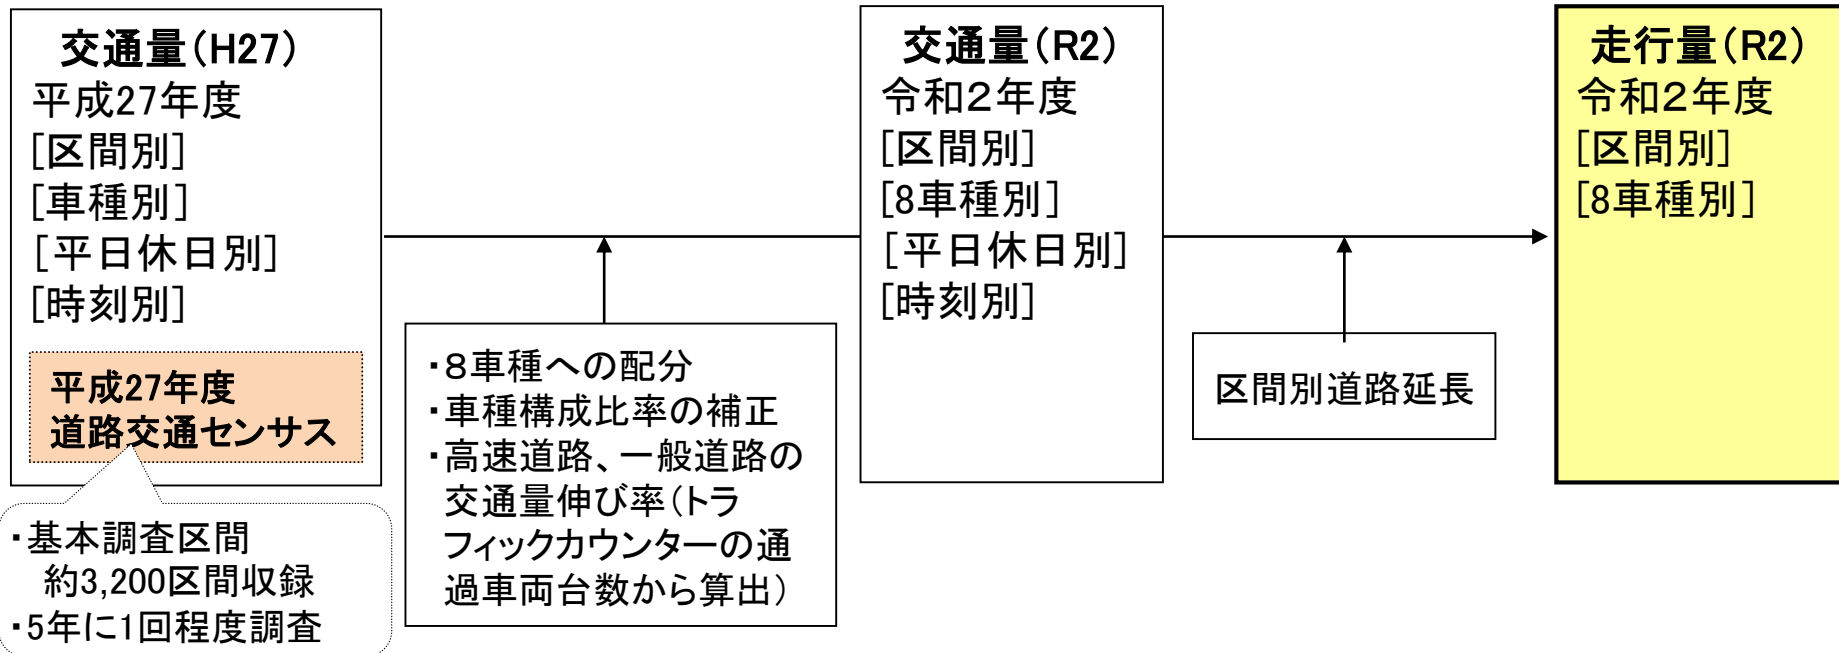 交通量(H27)
平成27年度
[区間別]
[車種別]
[平日休日別]
[時刻別]
平成27年度
道路交通センサス
・基本調査区間
約3,200区間収録
・5年に1回程度調査
・８車種への配分
・車種構成比率の補正
・高速道路、一般道路の
交通量伸び率(トラ
フィックカウンターの通
過車両台数から算出)
交通量(R2)
令和２年度
[区間別]
[8車種別]
[平日休日別]
[時刻別]
区間別道路延長
走行量(R2)
令和２年度
[区間別]
[8車種別]